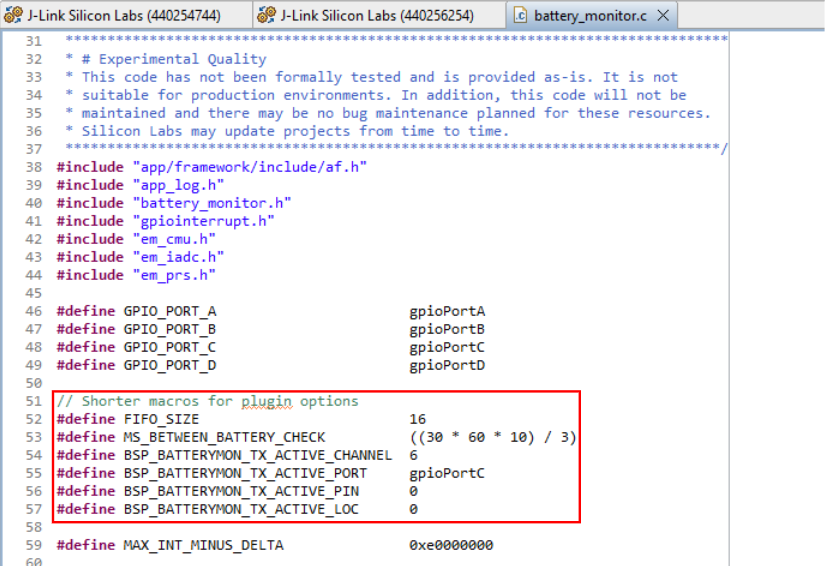 J-Link Silicon Labs (440254744) J-Link Silicon Labs (440256254) battery_monitor.c
31 *******************************************************************************
32 * # Experimental Quality
33 * This code has not been formally tested and is provided as-is. It is not
34 * suitable for production environments. In addition, this code will not be
35 * maintained and there may be no bug maintenance planned for these resources.
36 * Silicon Labs may update projects from time to time.
37 ******************************************************************************/
38 #include "app/framework/include/af.h"
39 #include "app_log.h"
40 #include "battery_monitor.h"
41 #include "gpiointerrupt.h"
42 #include "em_cmu.h"
43 #include "em_iadc.h"
44 #include "em_prs.h"
45
46 #define GPIO_PORT_A gpioPortA
47 #define GPIO_PORT_B gpioPortB
48 #define GPIO_PORT_C gpioPortC
49 #define GPIO_PORT_D gpioPortD
50
51 // Shorter macros for plugin options
52 #define FIFO_SIZE 16
53 #define MS_BETWEEN_BATTERY_CHECK ((30 * 60 * 10) / 3)
54 #define BSP_BATTERYMON_TX_ACTIVE_CHANNEL 6
55 #define BSP_BATTERYMON_TX_ACTIVE_PORT gpioPortC
56 #define BSP_BATTERYMON_TX_ACTIVE_PIN 0
57 #define BSP_BATTERYMON_TX_ACTIVE_LOC 0
58
59 #define MAX_INT_MINUS_DELTA 0xe0000000
60